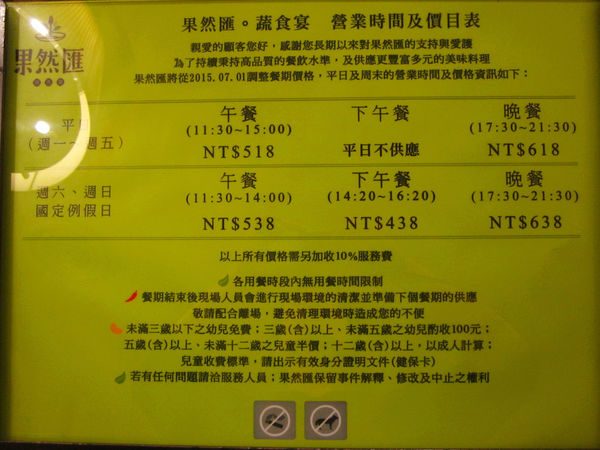 果然匯。蔬食宴 營業時間及價目表
果然匯
蔬食宴
親愛的顧客您好，感謝您長期以來對果然匯的支持與愛護
為了持續秉持高品質的餐飲水準，及供應更豐富多元的美味料理
果然匯將從2015.07.01調整餐期價格，平日及周末的營業時間及價格資訊如下：
午餐 下午餐 晚餐
平日 (11:30~15:00) (17:30~21:30)
(週一~週五) NT$518 平日不供應 NT$618
午餐 下午餐 晚餐
週六、週日 (11:30~14:00) (14:20~16:20) (17:30~21:30)
國定例假日 NT$538 NT$438 NT$638
以上所有價格需另加收10%服務費
各用餐時段內無用餐時間限制
餐期結束後現場人員會進行現場環境的清潔並準備下個餐期的供應
敬請配合離場，避免清理環境時造成您的不便
未滿三歲以下之幼兒免費；三歲(含)以上、未滿五歲之幼兒酌收100元；
五歲(含)以上、未滿十二歲之兒童半價；十二歲(含)以上，以成人計算；
兒童收費標準，請出示有效身分證明文件(健保卡)
若有任何問題請洽服務人員；果然匯保留事件解釋、修改及中止之權利